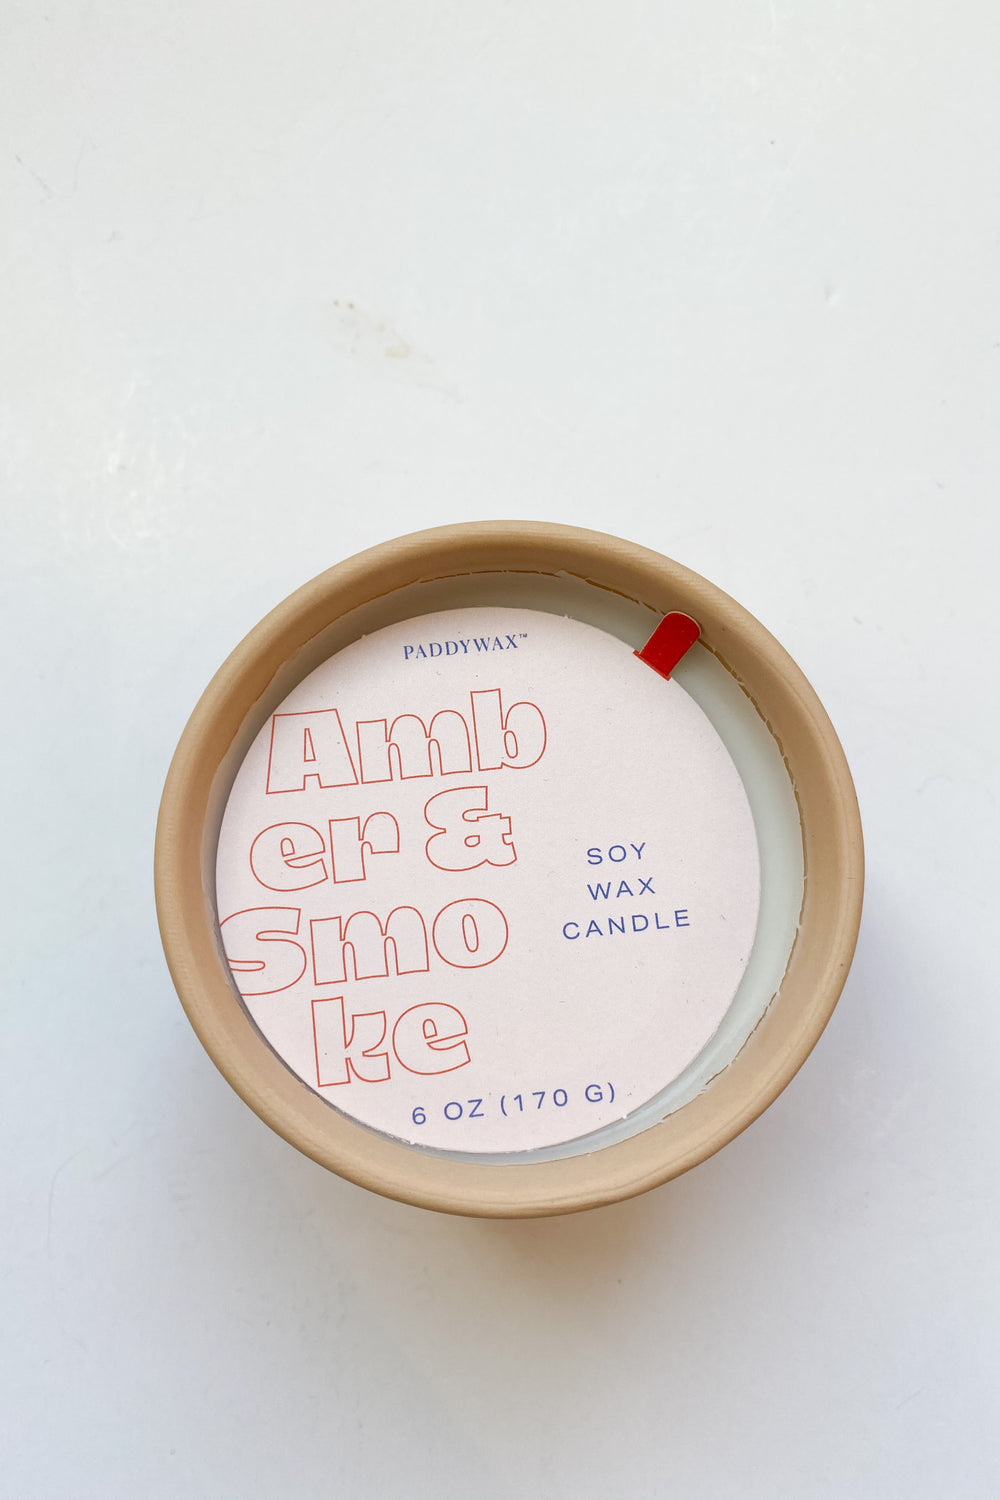 PADDYWAX™
Amb
er &
Smo
ke
SOY
WAX
CANDLE
6 OZ (170 G)